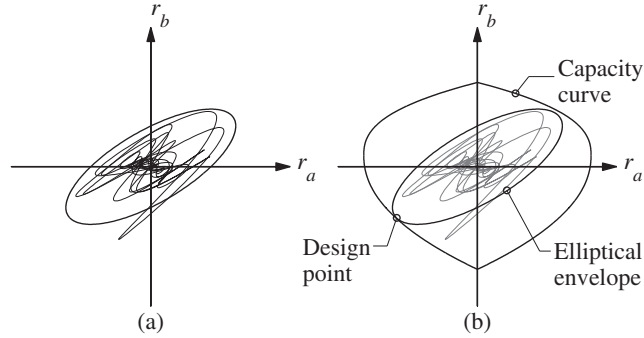 r_b
r_a
(a)
r_b
Capacity
curve
r_a
Design
point
Elliptical
envelope
(b)